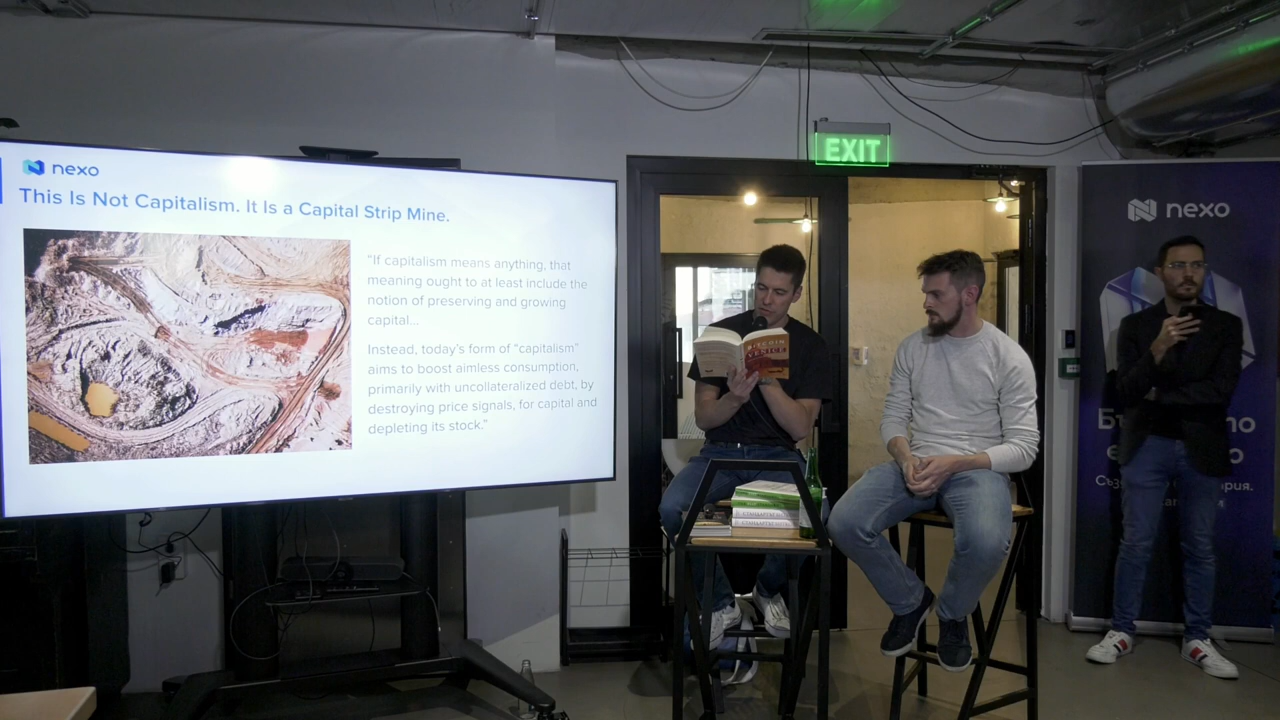 nexo
This Is Not Capitalism. It Is a Capital Strip Mine.
"If capitalism means anything, that
meaning ought to at least include the
notion of preserving and growing
capital...
Instead, today's form of "capitalism"
aims to boost aimless consumption,
primarily with uncollateralized debt, by
destroying price signals, for capital and
depleting its stock."
EXIT
BITCOIN
VENICE
nexo